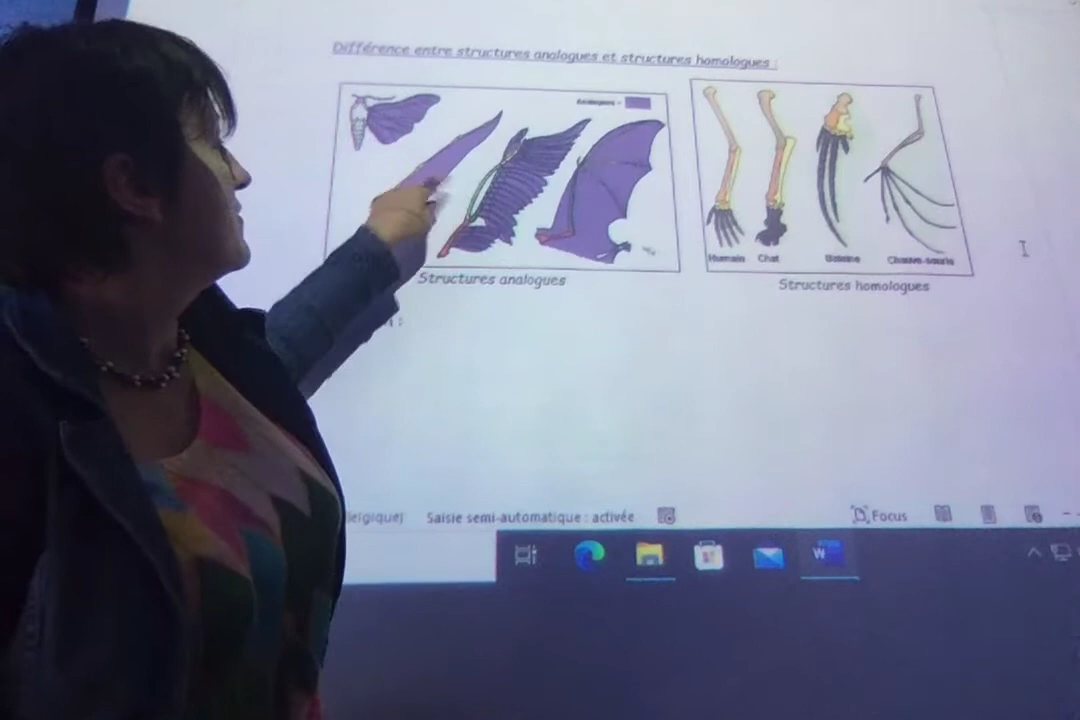 Différence entre structures analogues et structures homologues :
Analogues =
Humain Chat Baleine Chauve-souris
Structures analogues
Structures homologues
Belgique) Saisie semi-automatique : activée
Focus
W